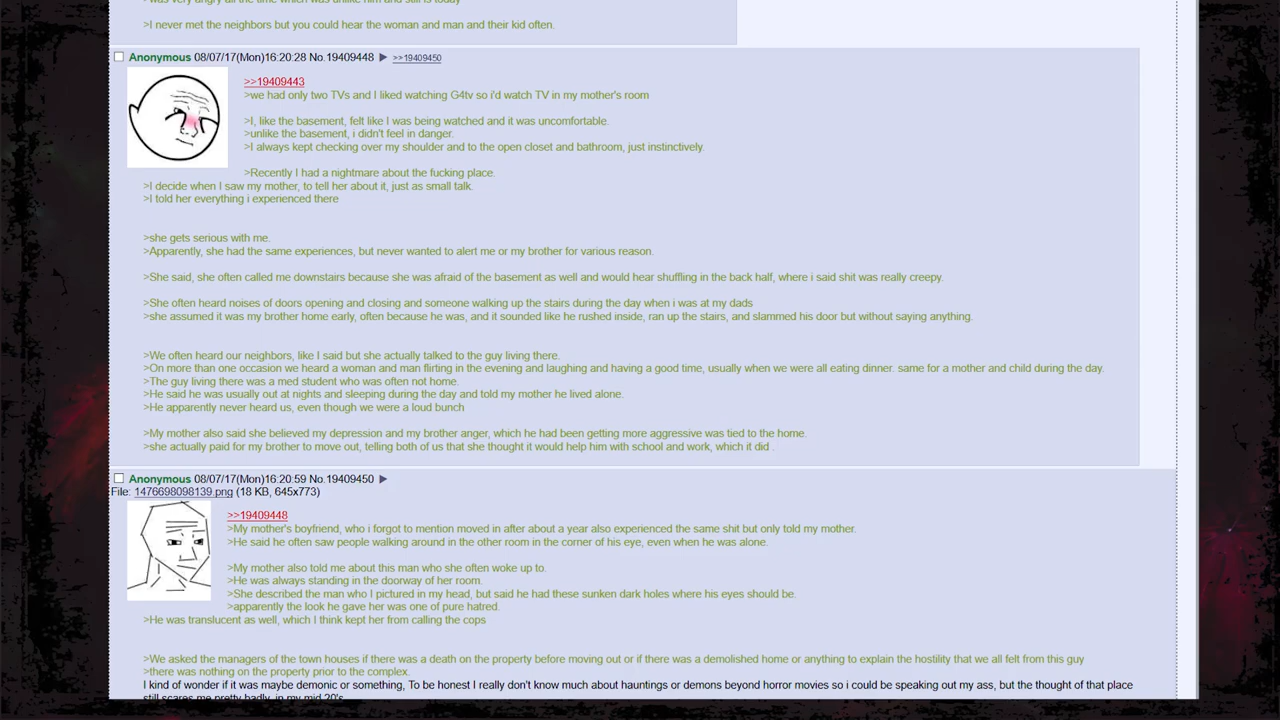 >was very angry all the time which was unlike him and still is today
>I never met the neighbors but you could hear the woman and man and their kid often.
Anonymous 08/07/17(Mon)16:20:28 No.19409448 ▶ >>19409450
>>19409443
>we had only two TVs and I liked watching G4tv so i'd watch TV in my mother's room
>I, like the basement, felt like I was being watched and it was uncomfortable.
>unlike the basement, i didn't feel in danger.
>I always kept checking over my shoulder and to the open closet and bathroom, just instinctively.
>Recently I had a nightmare about the fucking place.
>I decide when I saw my mother, to tell her about it, just as small talk.
>I told her everything i experienced there
>she gets serious with me.
>Apparently, she had the same experiences, but never wanted to alert me or my brother for various reason.
>She said, she often called me downstairs because she was afraid of the basement as well and would hear shuffling in the back half, where i said shit was really creepy.
>She often heard noises of doors opening and closing and someone walking up the stairs during the day when i was at my dads
>she assumed it was my brother home early, often because he was, and it sounded like he rushed inside, ran up the stairs, and slammed his door but without saying anything.
>We often heard our neighbors, like I said but she actually talked to the guy living there.
>On more than one occasion we heard a woman and man flirting in the evening and laughing and having a good time, usually when we were all eating dinner. same for a mother and child during the day.
>The guy living there was a med student who was often not home.
>He said he was usually out at nights and sleeping during the day and told my mother he lived alone.
>He apparently never heard us, even though we were a loud bunch
>My mother also said she believed my depression and my brother anger, which he had been getting more aggressive was tied to the home.
>she actually paid for my brother to move out, telling both of us that she thought it would help him with school and work, which it did .
Anonymous 08/07/17(Mon)16:20:59 No.19409450 ▶
File: 1476698098139.png (18 KB, 645x773)
>>19409448
>My mother's boyfriend, who i forgot to mention moved in after about a year also experienced the same shit but only told my mother.
>He said he often saw people walking around in the other room in the corner of his eye, even when he was alone.
>My mother also told me about this man who she often woke up to.
>He was always standing in the doorway of her room.
>She described the man who I pictured in my head, but said he had these sunken dark holes where his eyes should be.
>apparently the look he gave her was one of pure hatred.
>He was translucent as well, which I think kept her from calling the cops
>We asked the managers of the town houses if there was a death on the property before moving out or if there was a demolished home or anything to explain the hostility that we all felt from this guy
>there was nothing on the property prior to the complex.
I kind of wonder if it was maybe demonic or something, To be honest I really don't know much about hauntings or demons beyond horror movies so i could be speaking out my ass, but the thought of that place
still scares me pretty badly, in my mid 20's